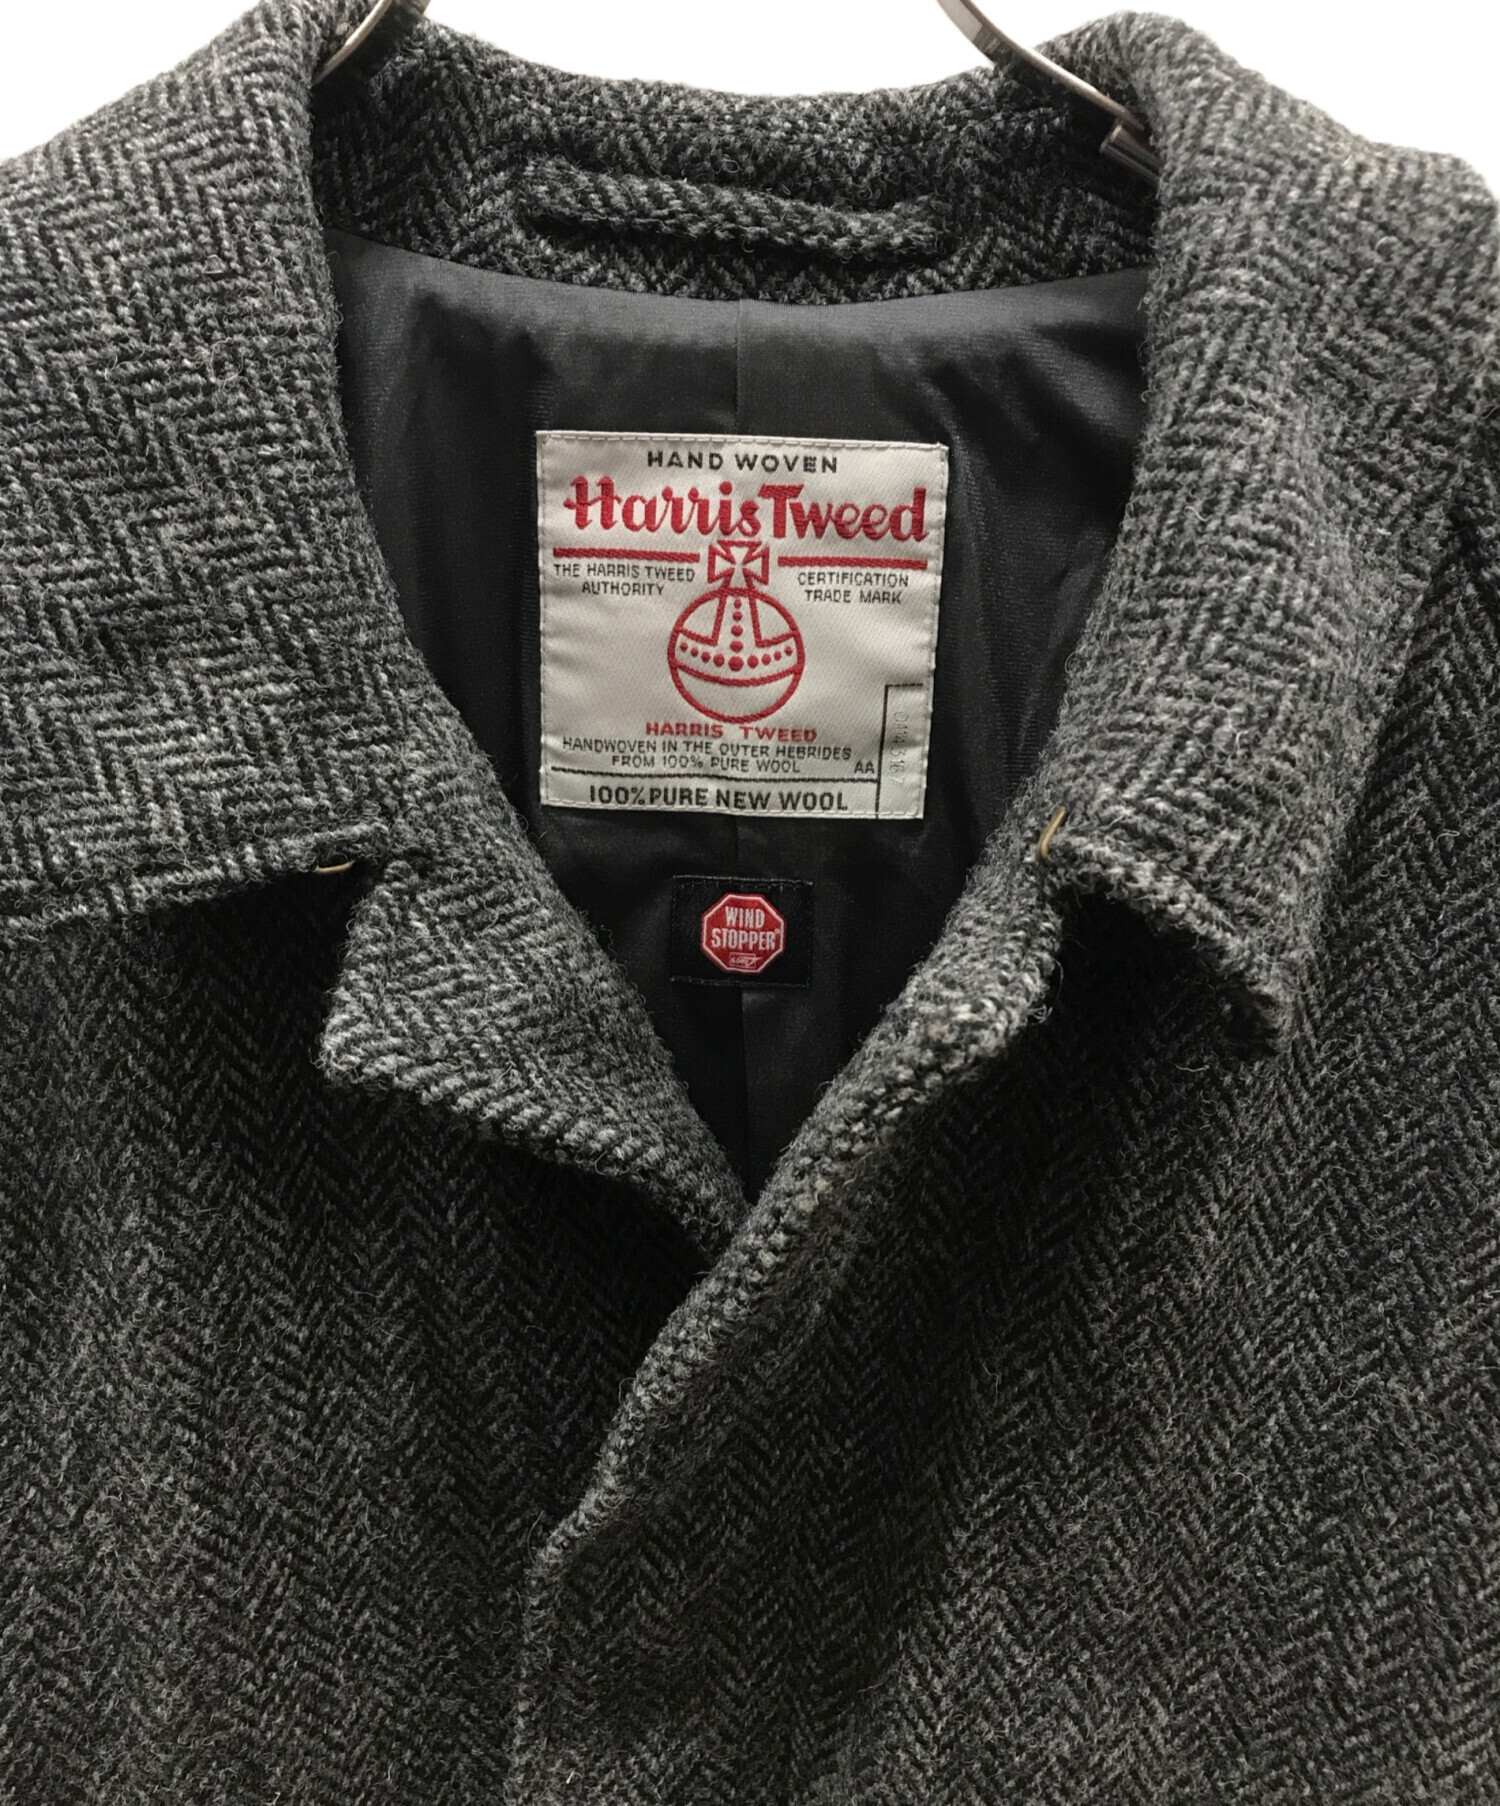 HAND WOVEN
Harris Tweed
THE HARRIS TWEED
AUTHORITY
CERTIFICATION
TRADE MARK
HARRIS TWEED
HANDWOVEN IN THE OUTER HEBRIDES
FROM 100% PURE WOOL
AA
100% PURE NEW WOOL
WIND
STOPPER®